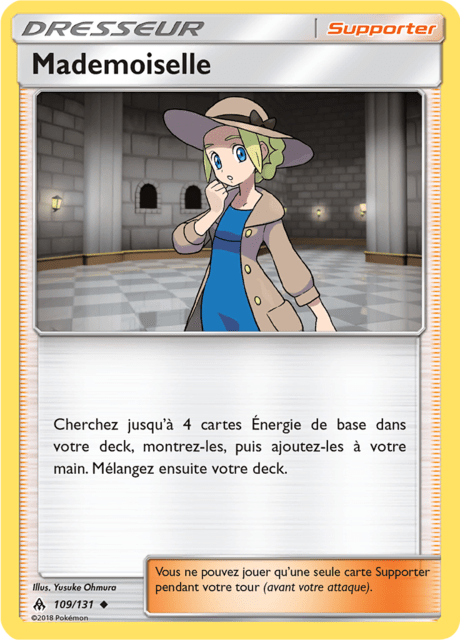 DRESSEUR
Supporter
Mademoiselle
Cherchez jusqu'à 4 cartes Énergie de base dans
votre deck, montrez-les, puis ajoutez-les à votre
main. Mélangez ensuite votre deck.
Vous ne pouvez jouer qu'une seule carte Supporter
pendant votre tour (avant votre attaque).
Illus. Yusuke Ohmura
109/131
©2018 Pokémon